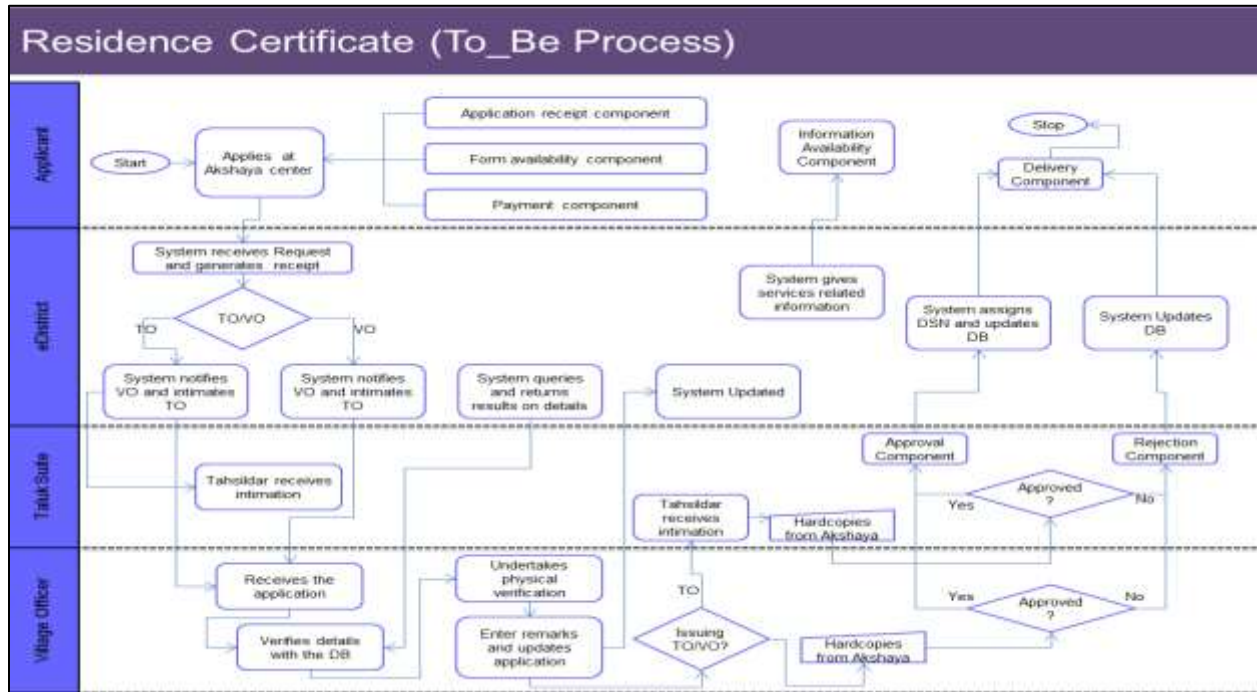 Residence Certificate (To_Be Process)
Applicant
Start
Applies at
Akshaya center
Application receipt component
Form availability component
Payment component
Information
Availability
Component
Stop
Delivery
Component
eDistrict
System receives Request
and generates receipt
TO/VO
TO
VO
System notifies
VO and intimates
TO
System notifies
VO and intimates
TO
System queries
and returns
results on details
System Updated
System gives
services related
information
System assigns
DSN and updates
DB
System Updates
DB
Taluk Suite
Tahsildar receives
intimation
Tahsildar
receives
intimation
Hardcopies
from Akshaya
Approval
Component
Rejection
Component
Approved
?
Yes
No
Village Officer
Receives the
application
Verifies details
with the DB
Undertakes
physical
verification
Enter remarks
and updates
application
TO
Issuing
TO/VO?
Hardcopies
from Akshaya
Yes
Approved
?
No